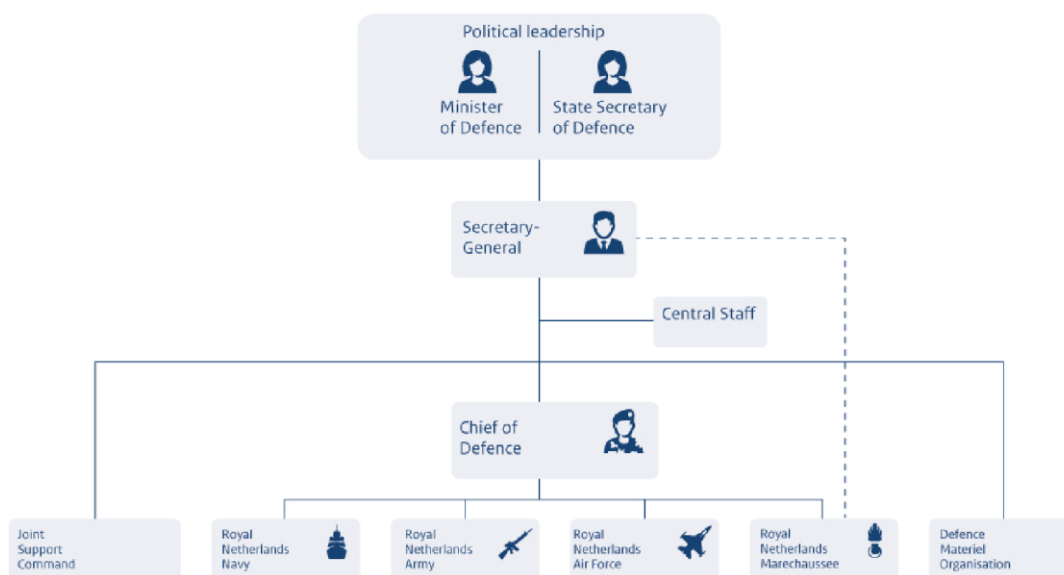 Political leadership
Minister
of Defence
State Secretary
of Defence
Secretary-
General
Central Staff
Chief of
Defence
Joint
Support
Command
Royal
Netherlands
Navy
Royal
Netherlands
Army
Royal
Netherlands
Air Force
Royal
Netherlands
Marechaussee
Defence
Materiel
Organisation